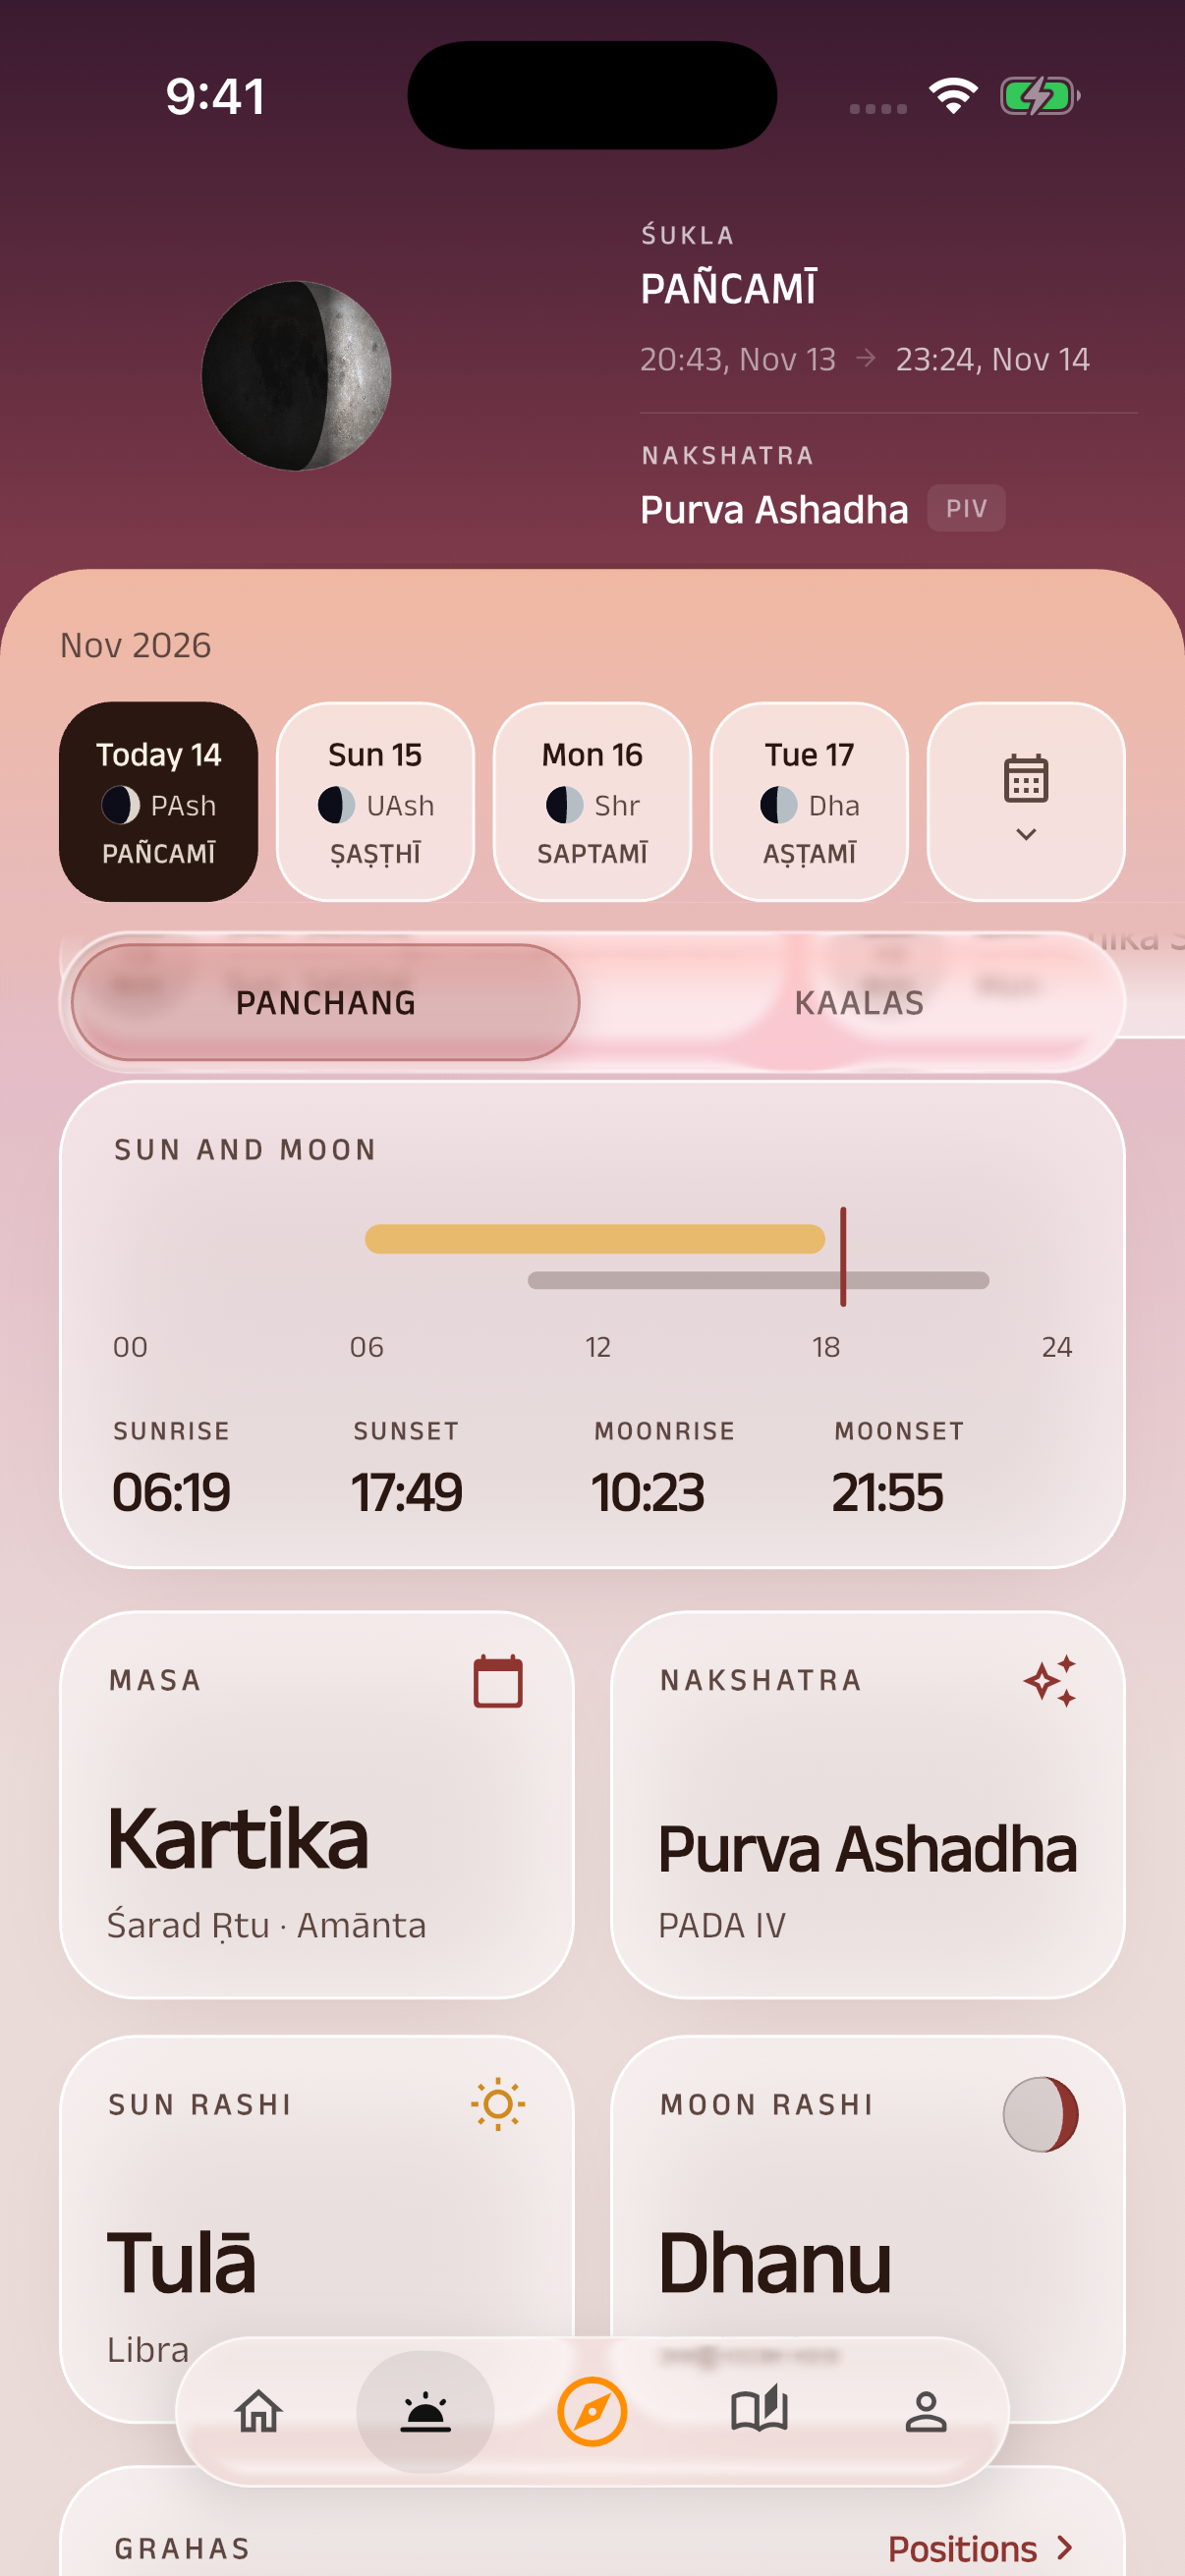 9:41
ŚUKLA
PAÑCAMĪ
20:43, Nov 13 → 23:24, Nov 14
NAKSHATRA
Purva Ashadha PIV
Nov 2026
Today 14
PAsh
PAÑCAMĪ
Sun 15
UAsh
ṢAṢṬHĪ
Mon 16
Shr
SAPTAMĪ
Tue 17
Dha
AṢṬAMĪ
PANCHANG
KAALAS
SUN AND MOON
00 06 12 18 24
SUNRISE SUNSET MOONRISE MOONSET
06:19 17:49 10:23 21:55
MASA
Kartika
Śarad Ṛtu · Amānta
NAKSHATRA
Purva Ashadha
PADA IV
SUN RASHI
Tulā
Libra
MOON RASHI
Dhanu
GRAHAS
Positions